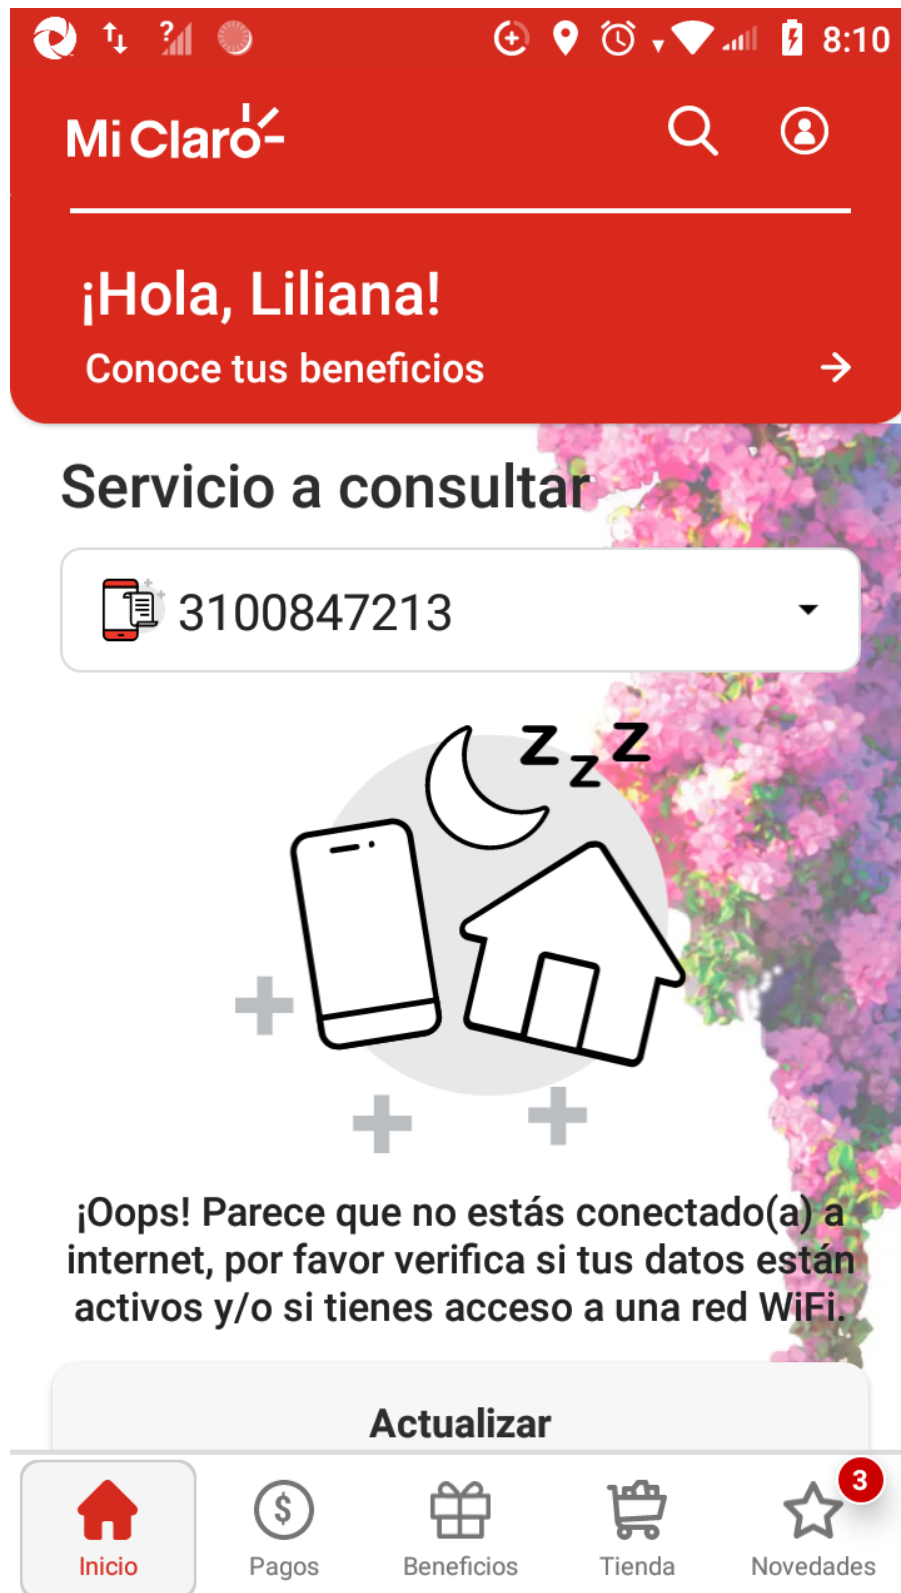 8:10
Mi Claro
¡Hola, Liliana!
Conoce tus beneficios
Servicio a consultar
3100847213
z z z
¡Oops! Parece que no estás conectado(a) a
internet, por favor verifica si tus datos están
activos y/o si tienes acceso a una red WiFi.
Actualizar
3
Inicio
Pagos
Beneficios
Tienda
Novedades